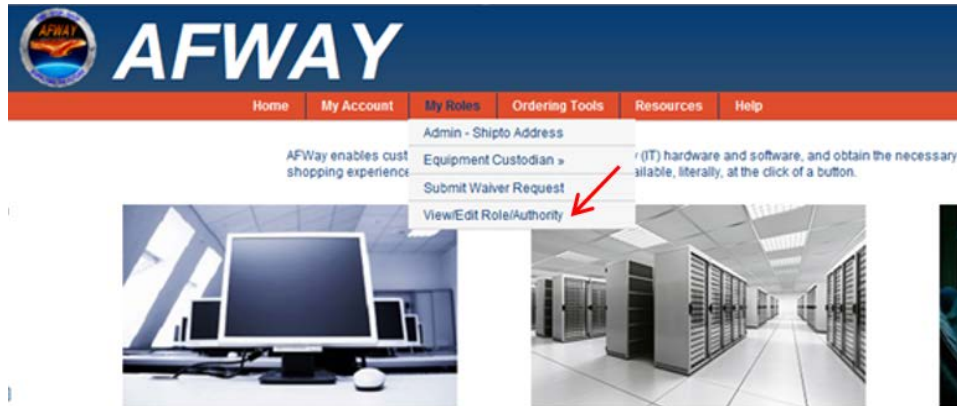 AFWAY
AFWAY
Home My Account My Roles Ordering Tools Resources Help
Admin - Shipto Address
Equipment Custodian »
Submit Waiver Request
View/Edit Role/Authority
AFWay enables cust y (IT) hardware and software, and obtain the necessary
shopping experience ailable, literally, at the click of a button.